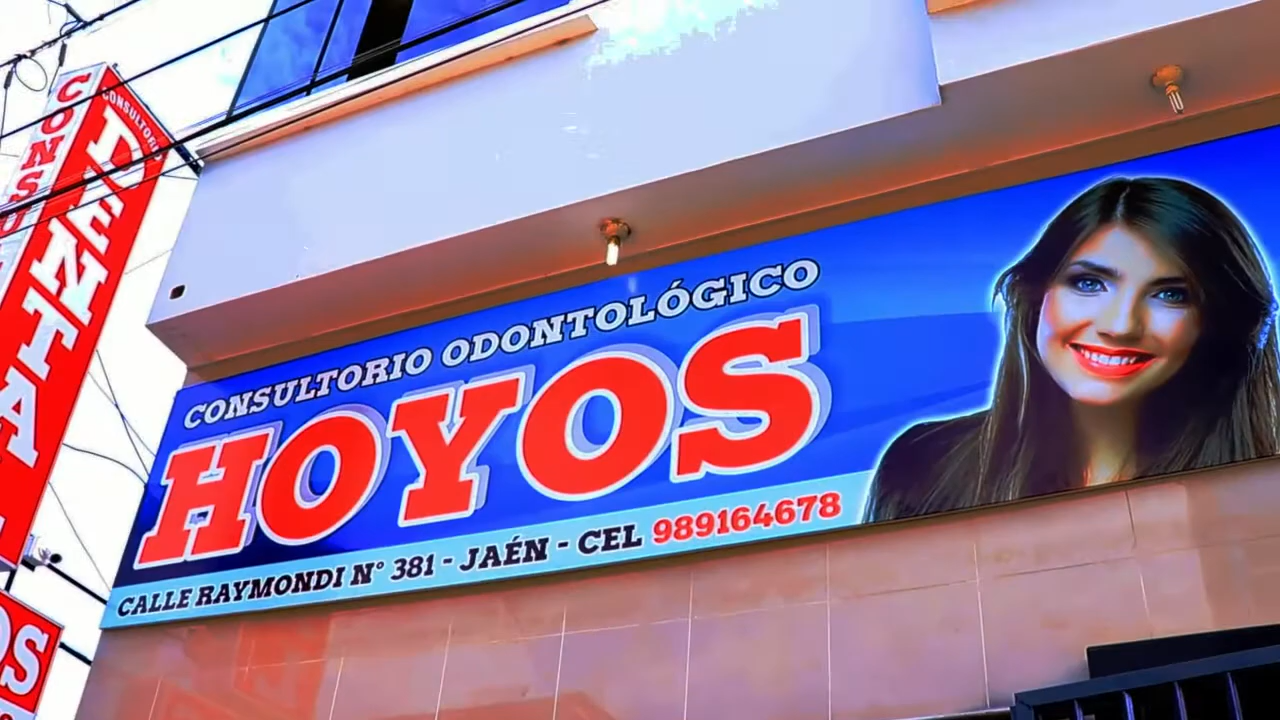 CONSULTORIO
DENTAL
CONSULTORIO ODONTOLÓGICO
HOYOS
CALLE RAYMONDI N° 381 - JAÉN - CEL 989164678